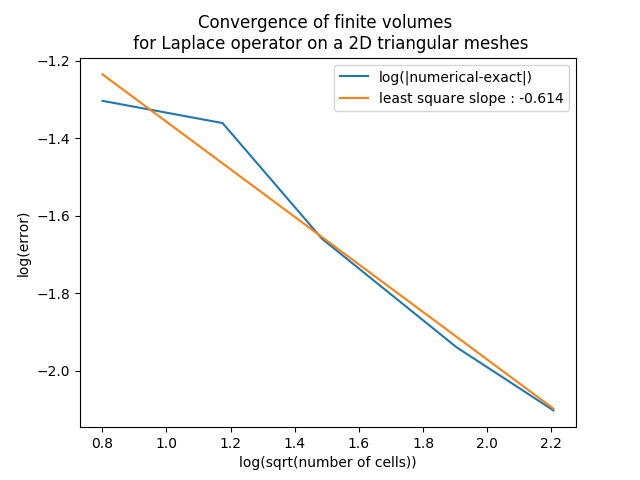 Convergence of finite volumes
for Laplace operator on a 2D triangular meshes
log(|numerical-exact|)
least square slope : -0.614
−1.2
−1.4
−1.6
−1.8
−2.0
log(error)
0.8 1.0 1.2 1.4 1.6 1.8 2.0 2.2
log(sqrt(number of cells))